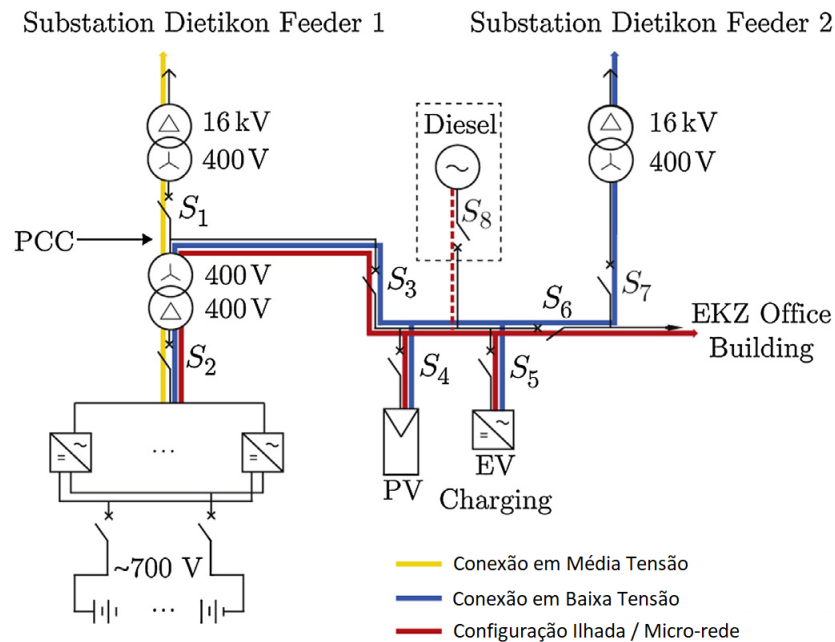 Substation Dietikon Feeder 1
Substation Dietikon Feeder 2
16 kV
400 V
Diesel
16 kV
400 V
S1
S8
PCC
400 V
400 V
S3
S7
S6
EKZ Office
Building
S2
S4
S5
PV
EV
Charging
...
~700 V
...
Conexão em Média Tensão
Conexão em Baixa Tensão
Configuração Ilhada / Micro-rede